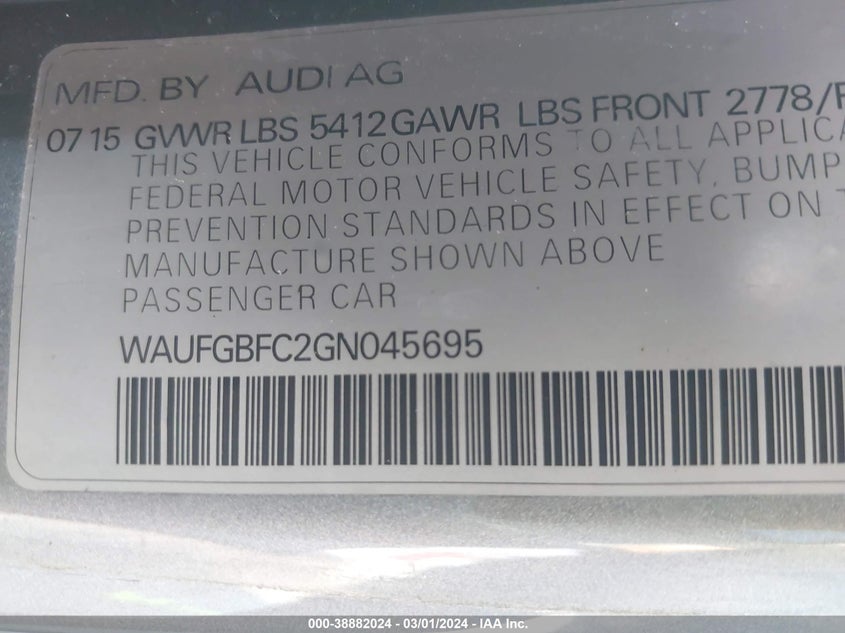 MFD. BY AUDI AG
07 15 GVWR LBS 5412 GAWR LBS FRONT 2778/
THIS VEHICLE CONFORMS TO ALL
FEDERAL MOTOR VEHICLE SAFETY, BUMP
PREVENTION STANDARDS IN EFFECT ON
MANUFACTURE SHOWN ABOVE
PASSENGER CAR
WAUFGBFC2GN045695
000-38882024 - 03/01/2024 - IAA Inc.